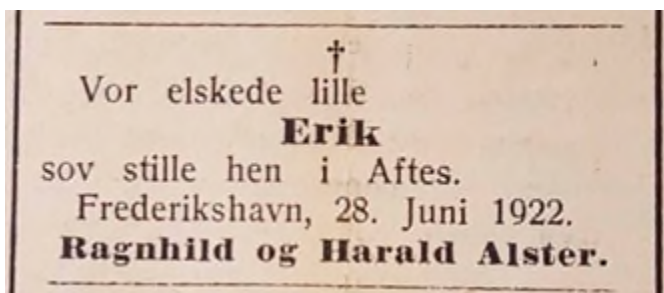 †
Vor elskede lille
Erik
sov stille hen i Aftes.
Frederikshavn, 28. Juni 1922.
Ragnhild og Harald Alster.